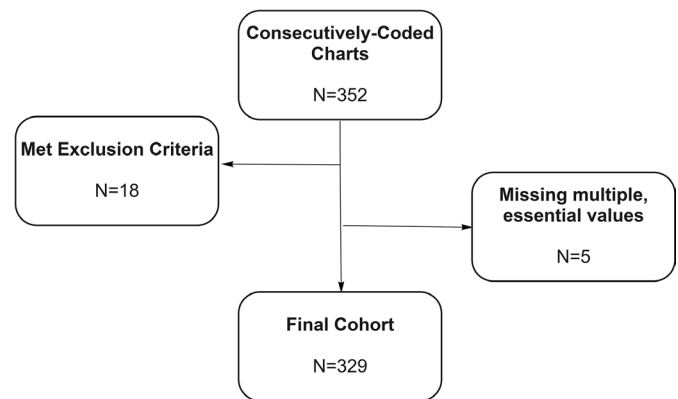 Consecutively-Coded
Charts
N=352
Met Exclusion Criteria
N=18
Missing multiple,
essential values
N=5
Final Cohort
N=329